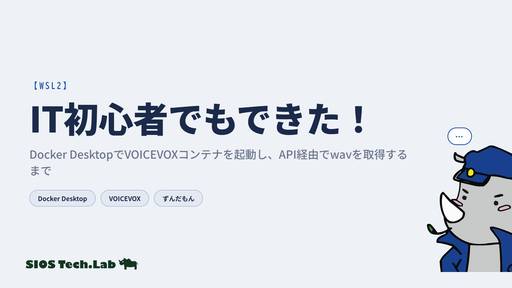 【WSL2】
IT初心者でもできた！
Docker DesktopでVOICEVOXコンテナを起動し、API経由でwavを取得する
まで
Docker Desktop
VOICEVOX
ずんだもん
...
SIOS Tech.Lab